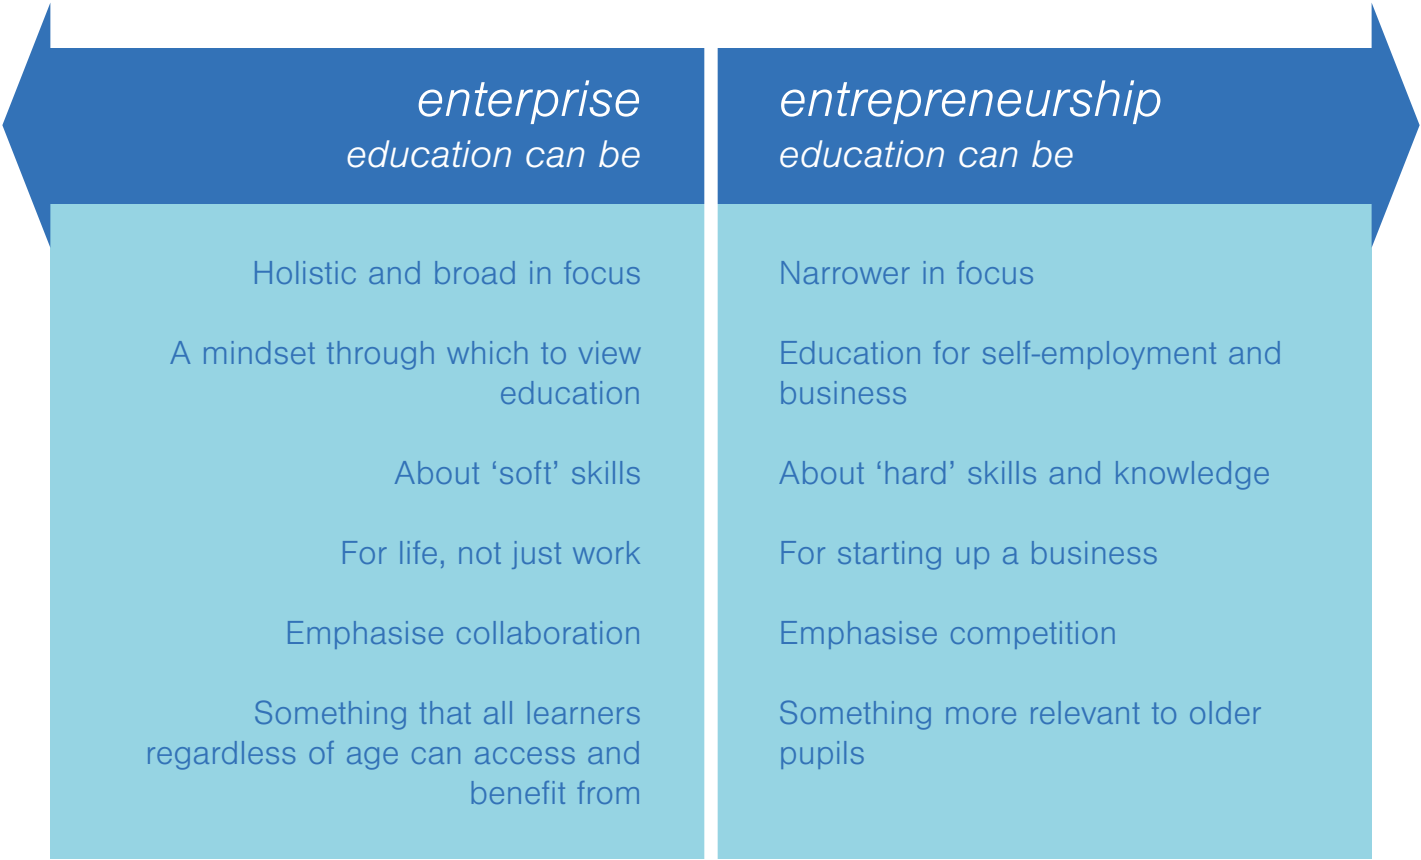 enterprise
education can be
Holistic and broad in focus
A mindset through which to view
education
About ‘soft’ skills
For life, not just work
Emphasise collaboration
Something that all learners
regardless of age can access and
benefit from
entrepreneurship
education can be
Narrower in focus
Education for self-employment and
business
About ‘hard’ skills and knowledge
For starting up a business
Emphasise competition
Something more relevant to older
pupils